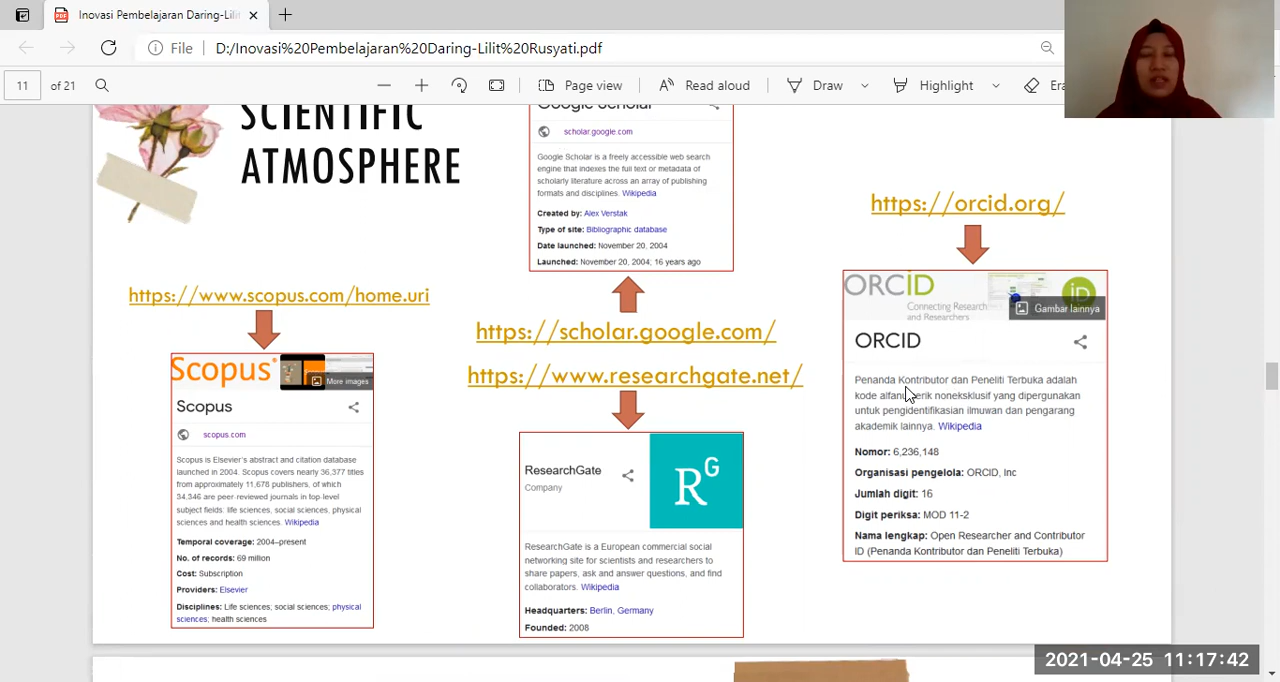 Inovasi Pembelajaran Daring-Lilit
File
D:/Inovasi%20Pembelajaran%20Daring-Lilit%20Rusyati.pdf
11 of 21
Page view
Read aloud
Draw
Highlight
SCIENTIFIC
ATMOSPHERE
Google Scholar
scholar.google.com
Google Scholar is a freely accessible web search
engine that indexes the full text or metadata of
scholarly literature across an array of publishing
formats and disciplines. Wikipedia
Created by: Alex Verstak
Type of site: Bibliographic database
Date launched: November 20, 2004
Launched: November 20, 2004; 16 years ago
https://www.scopus.com/home.uri
Scopus
More images
Scopus
scopus.com
Scopus is Elsevier's abstract and citation database
launched in 2004. Scopus covers nearly 36,377 titles
from approximately 11,678 publishers, of which
34,346 are peer-reviewed journals in top-level
subject fields: life sciences, social sciences, physical
sciences and health sciences. Wikipedia
Temporal coverage: 2004–present
No. of records: 69 million
Cost: Subscription
Providers: Elsevier
Disciplines: Life sciences; social sciences; physical
sciences; health sciences
https://scholar.google.com/
https://www.researchgate.net/
ResearchGate
Company
RG
ResearchGate is a European commercial social
networking site for scientists and researchers to
share papers, ask and answer questions, and find
collaborators. Wikipedia
Headquarters: Berlin, Germany
Founded: 2008
https://orcid.org/
ORCID
Connecting Research
and Researchers
iD
Gambar lainnya
ORCID
Penanda Kontributor dan Peneliti Terbuka adalah
kode alfanumerik noneksklusif yang dipergunakan
untuk pengidentifikasian ilmuwan dan pengarang
akademik lainnya. Wikipedia
Nomor: 6,236,148
Organisasi pengelola: ORCID, Inc
Jumlah digit: 16
Digit periksa: MOD 11-2
Nama lengkap: Open Researcher and Contributor
ID (Penanda Kontributor dan Peneliti Terbuka)
2021-04-25 11:17:42